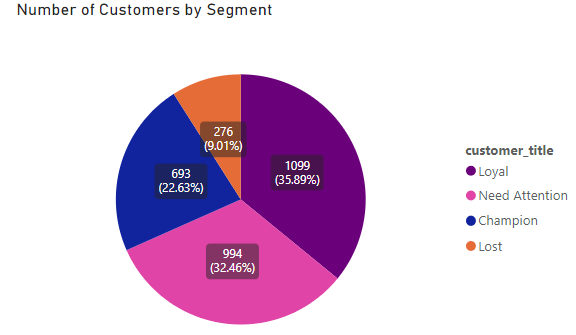 Number of Customers by Segment
276
(9.01%)
693
(22.63%)
1099
(35.89%)
994
(32.46%)
customer_title
Loyal
Need Attention
Champion
Lost